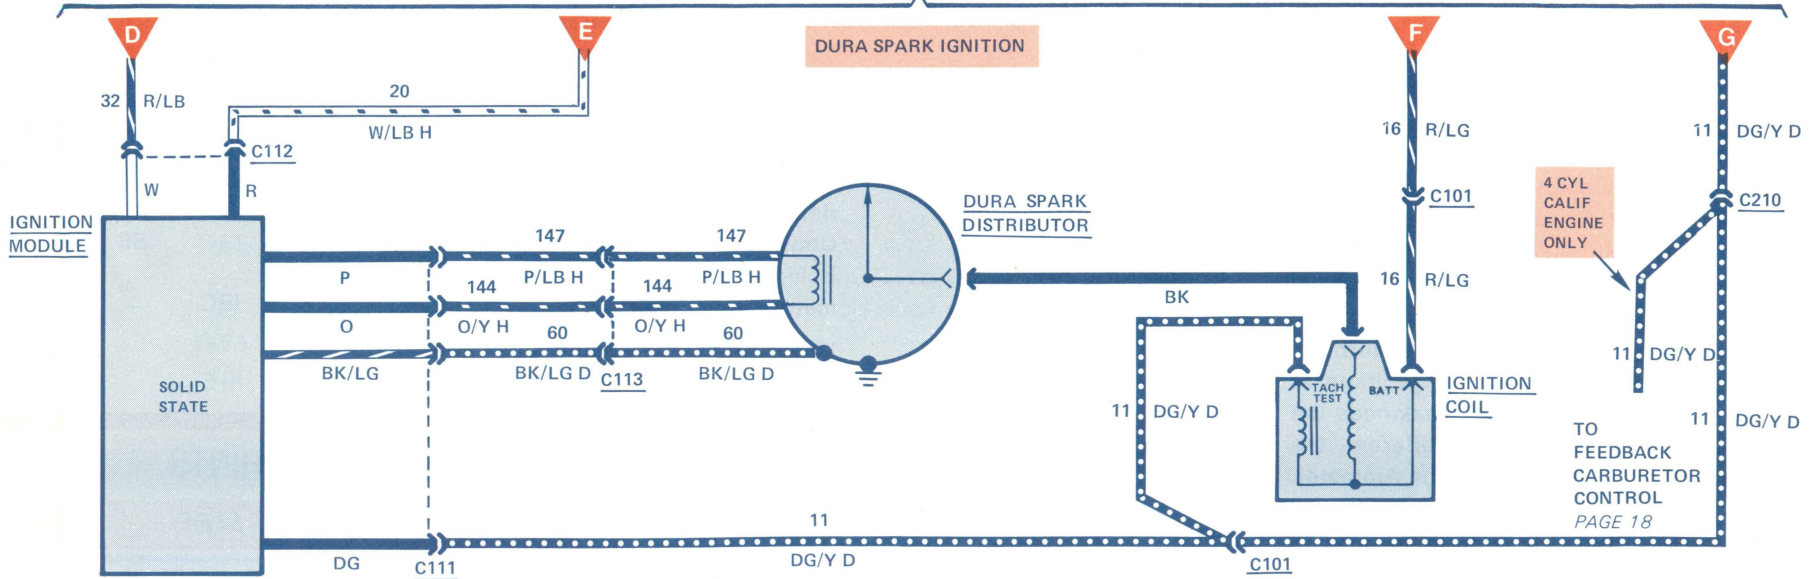 D
E
DURA SPARK IGNITION
F
G
32 R/LB
20
W/LB H
16 R/LG
11 DG/Y D
C112
W
R
4 CYL
CALIF
ENGINE
ONLY
C101
C210
IGNITION
MODULE
DURA SPARK
DISTRIBUTOR
147
147
P
P/LB H
P/LB H
144
144
O
O/Y H
O/Y H
60
60
BK/LG
BK/LG D
C113
BK/LG D
BK
16 R/LG
11 DG/Y D
SOLID
STATE
TACH
TEST
BATT
IGNITION
COIL
11 DG/Y D
11 DG/Y D
TO
FEEDBACK
CARBURETOR
CONTROL
PAGE 18
11
DG
C111
DG/Y D
C101